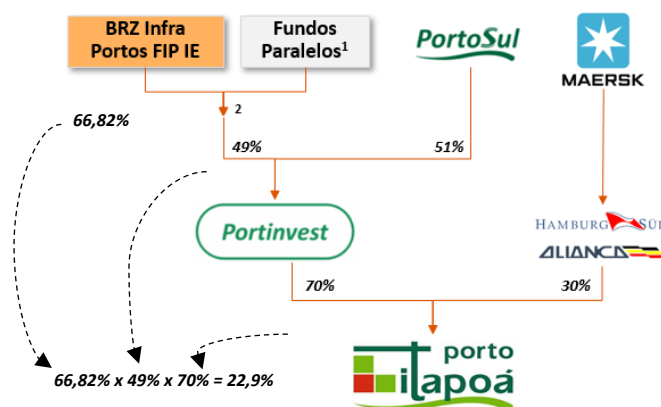 BRZ Infra
Portos FIP IE
Fundos
Paralelos¹
PortoSul
MAERSK
2
66,82%
49%
51%
Portinvest
HAMBURG SÜD
ALIANCA
70%
30%
porto
itapoá
66,82% x 49% x 70% = 22,9%